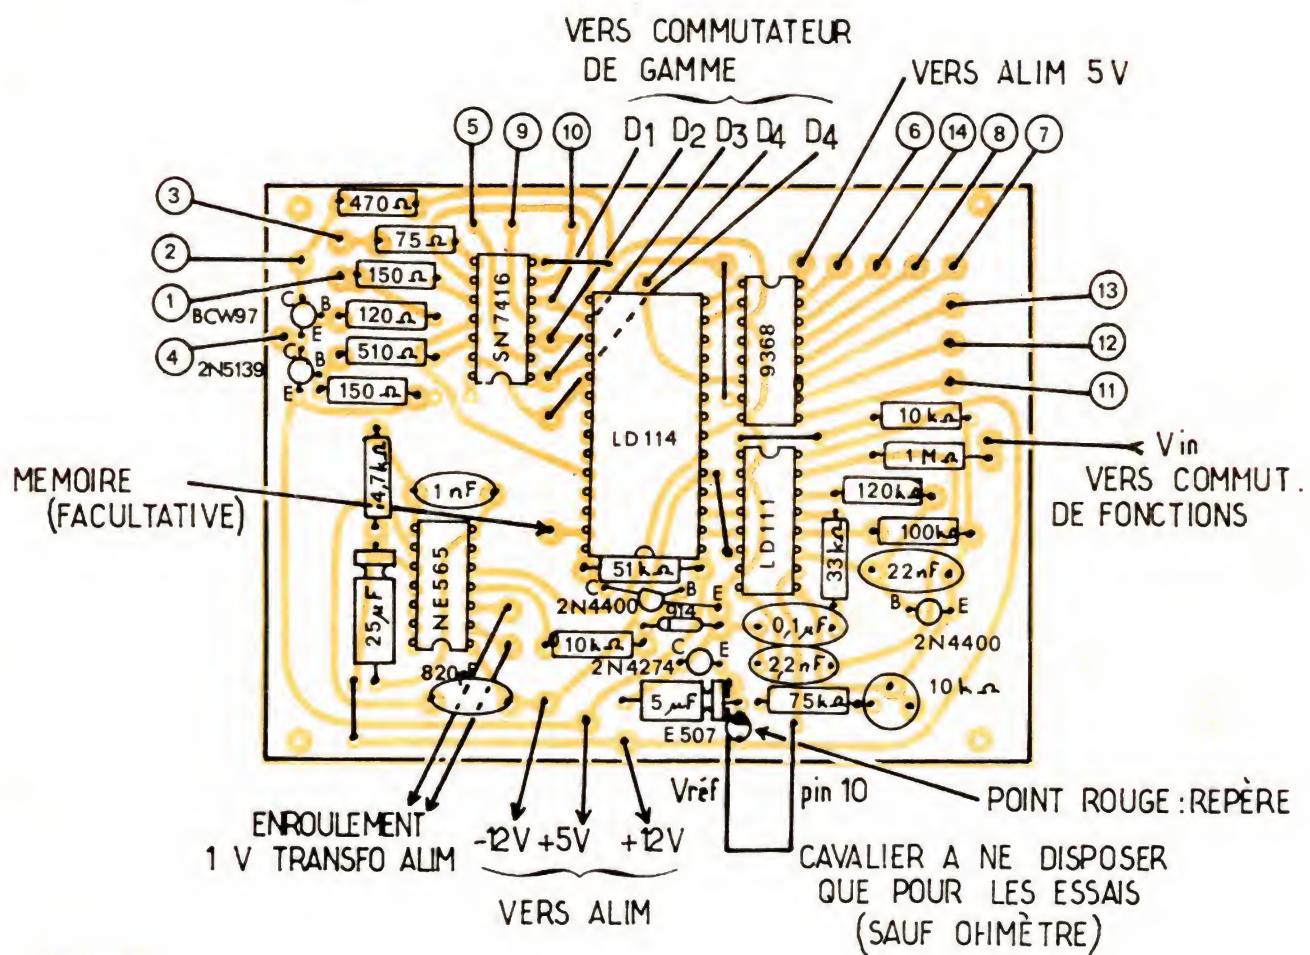 VERS COMMUTATEUR
DE GAMME
VERS ALIM 5V
5
9
10
D1
D2
D3
D4
D4
6
14
8
7
3
2
1
4
470Ω
75Ω
150Ω
120Ω
510Ω
150Ω
C
B
E
BCW97
C
B
E
2N5139
SN7416
9368
LD114
LD111
13
12
11
10kΩ
1MΩ
120kΩ
100kΩ
33kΩ
22nF
Vin
VERS COMMUT.
DE FONCTIONS
MEMOIRE
(FACULTATIVE)
4,7kΩ
1nF
NE565
25µF
51kΩ
C
B
E
2N4400
914
10kΩ
2N4274
C
E
0,1µF
2,2nF
B
E
2N4400
10kΩ
75kΩ
5µF
E507
Vréf
pin 10
POINT ROUGE : REPÈRE
ENROULEMENT
1 V TRANSFO ALIM
-12V +5V +12V
VERS ALIM
CAVALIER A NE DISPOSER
QUE POUR LES ESSAIS
(SAUF OHMÈTRE)